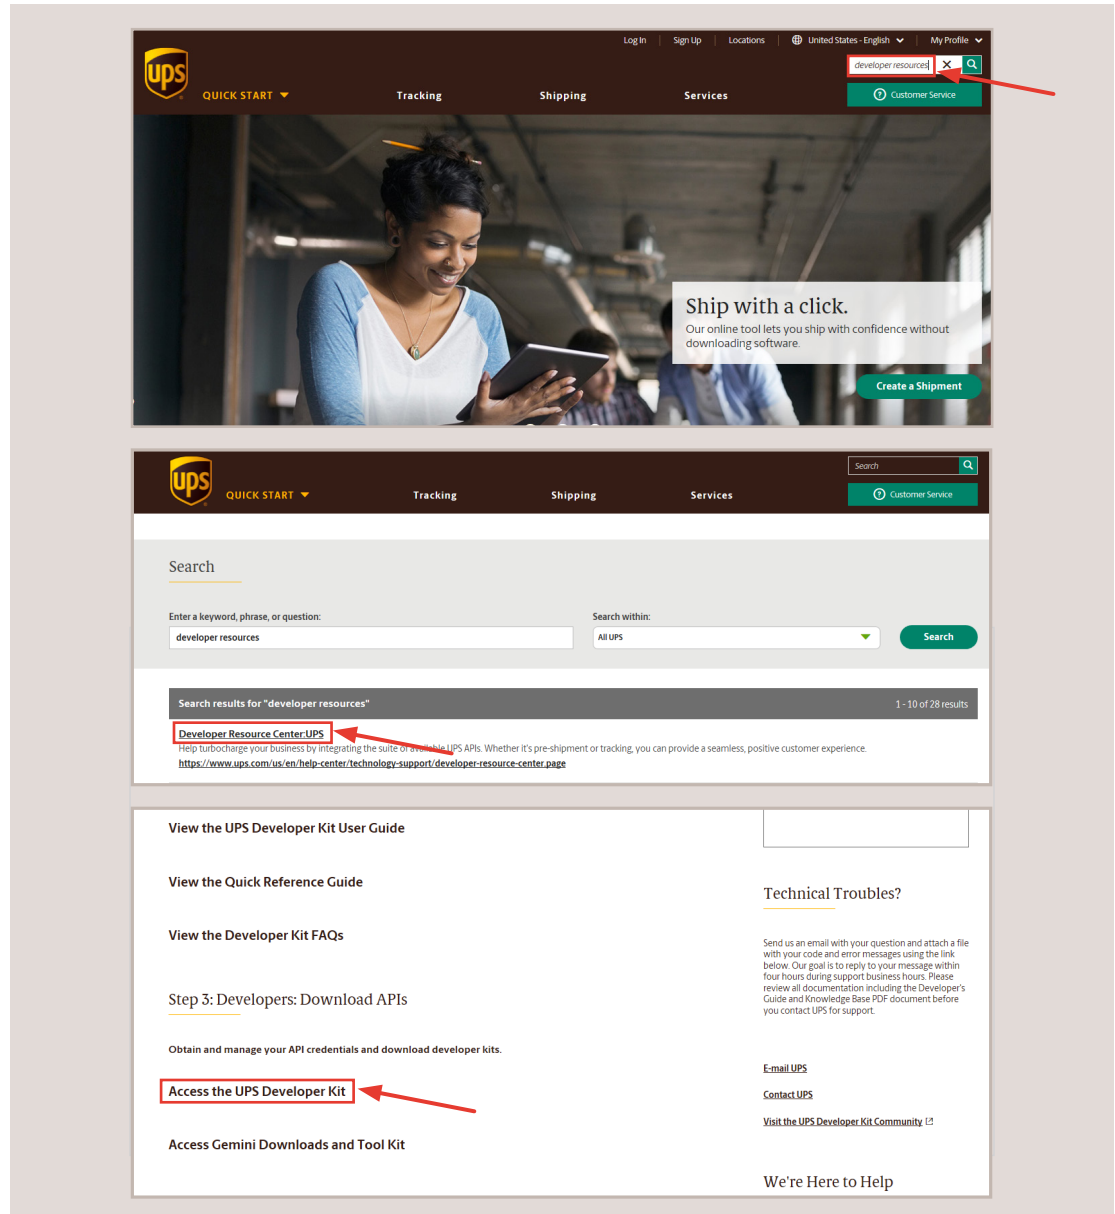 Log In
Sign Up
Locations
United States - English
My Profile
ups
developer resources
QUICK START
Tracking
Shipping
Services
Customer Service
Ship with a click.
Our online tool lets you ship with confidence without
downloading software.
Create a Shipment
ups
Search
QUICK START
Tracking
Shipping
Services
Customer Service
Search
Enter a keyword, phrase, or question:
Search within:
developer resources
All UPS
Search
Search results for "developer resources"
1 - 10 of 28 results
Developer Resource Center:UPS
Help turbocharge your business by integrating the suite of available UPS APIs. Whether it's pre-shipment or tracking, you can provide a seamless, positive customer experience.
https://www.ups.com/us/en/help-center/technology-support/developer-resource-center.page
View the UPS Developer Kit User Guide
View the Quick Reference Guide
View the Developer Kit FAQs
Step 3: Developers: Download APIs
Obtain and manage your API credentials and download developer kits.
Access the UPS Developer Kit
Access Gemini Downloads and Tool Kit
Technical Troubles?
Send us an email with your question and attach a file
with your code and error messages using the link
below. Our goal is to reply to your message within
four hours during support business hours. Please
review all documentation including the Developer's
Guide and Knowledge Base PDF document before
you contact UPS for support.
E-mail UPS
Contact UPS
Visit the UPS Developer Kit Community
We're Here to Help